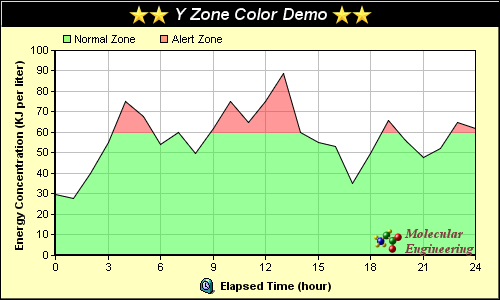 Y Zone Color Demo
Normal Zone
Alert Zone
Energy Concentration (KJ per liter)
100
90
80
70
60
50
40
30
20
10
0
0 3 6 9 12 15 18 21 24
Molecular
Engineering
Elapsed Time (hour)